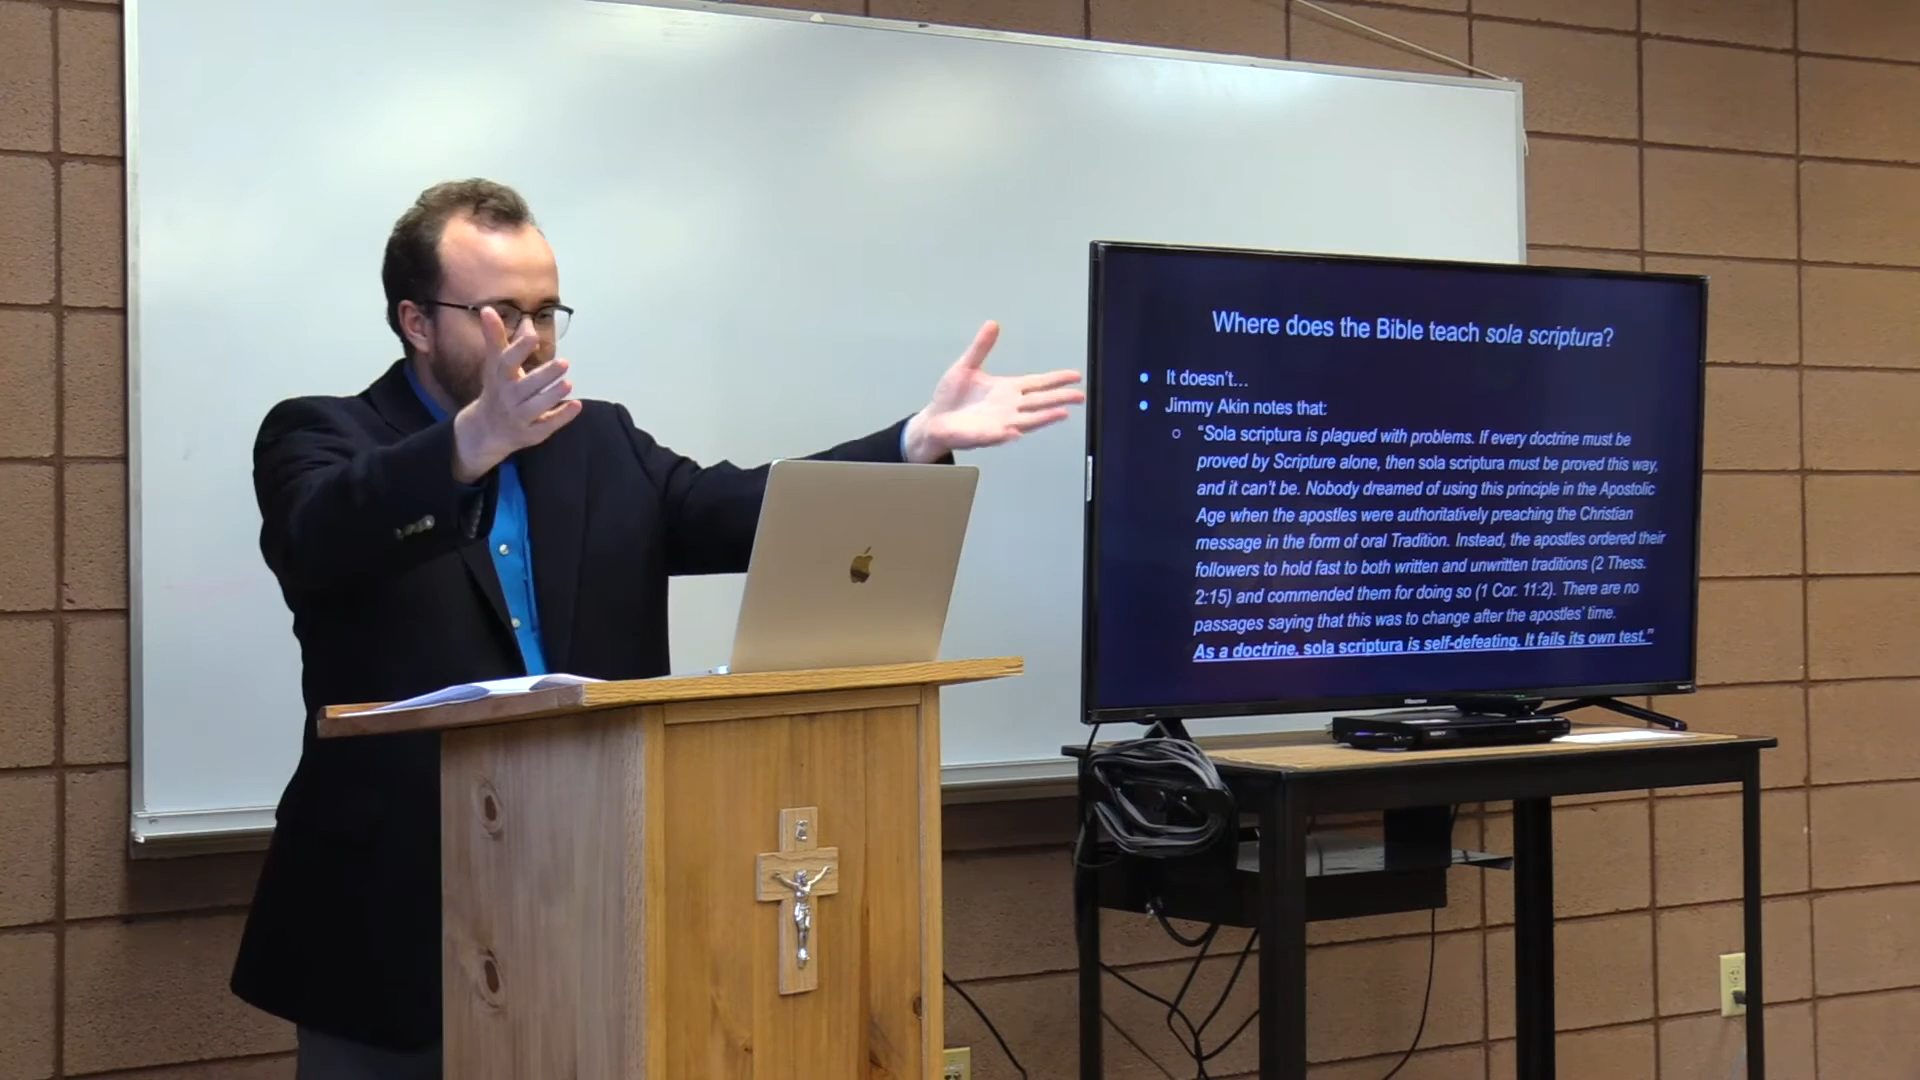 Where does the Bible teach sola scriptura?
● It doesn't...
● Jimmy Akin notes that:
○ "Sola scriptura is plagued with problems. If every doctrine must be
proved by Scripture alone, then sola scriptura must be proved this way,
and it can't be. Nobody dreamed of using this principle in the Apostolic
Age when the apostles were authoritatively preaching the Christian
message in the form of oral Tradition. Instead, the apostles ordered their
followers to hold fast to both written and unwritten traditions (2 Thess.
2:15) and commended them for doing so (1 Cor. 11:2). There are no
passages saying that this was to change after the apostles' time.
As a doctrine, sola scriptura is self-defeating. It fails its own test."
Hisense
SONY